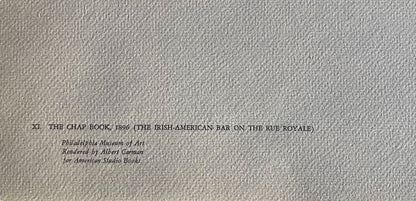 XI. THE CHAP BOOK, 1896 (THE IRISH-AMERICAN BAR ON THE RUE ROYALE)
Philadelphia Museum of Art
Rendered by Albert Carman
for American Studio Books